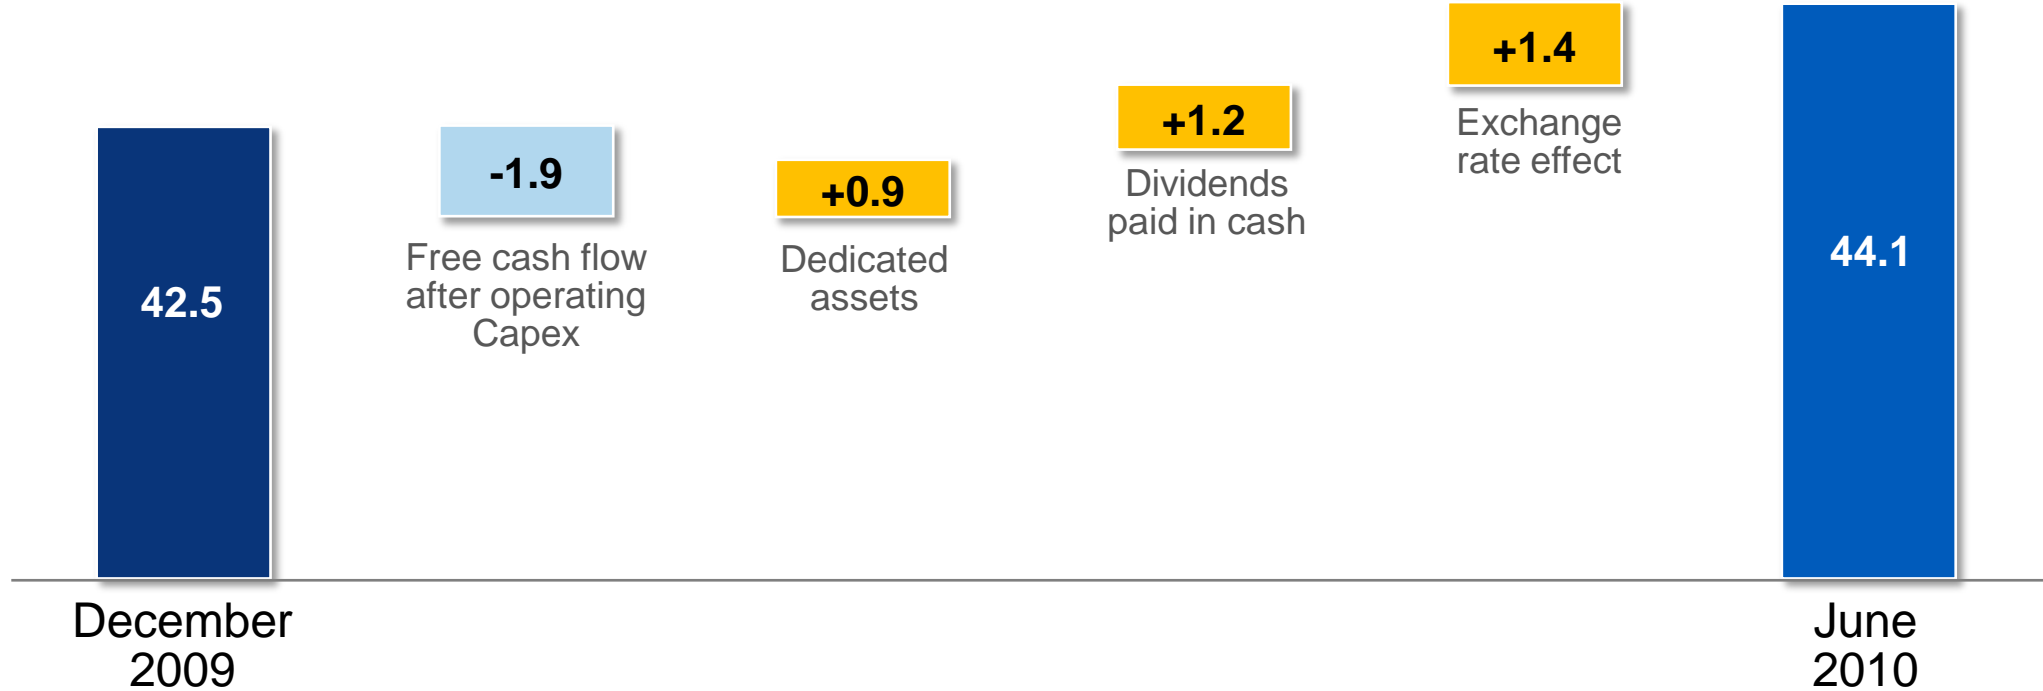 42.5
December
2009
-1.9
Free cash flow
after operating
Capex
+0.9
Dedicated
assets
+1.2
Dividends
paid in cash
+1.4
Exchange
rate effect
44.1
June
2010